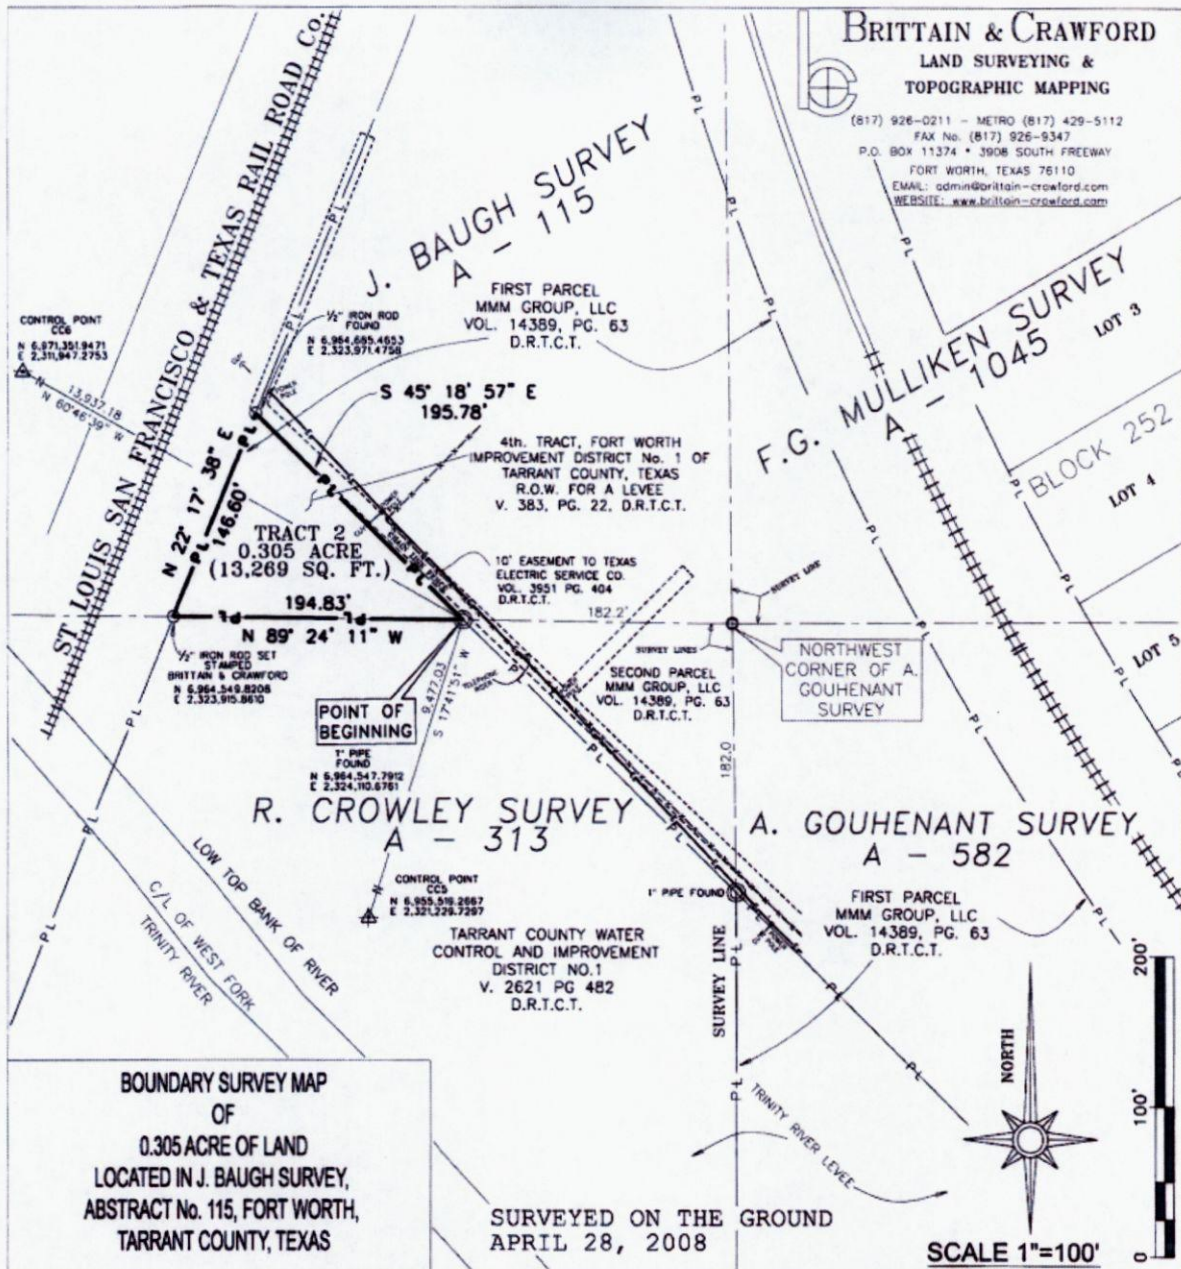 BRITTAIN & CRAWFORD
LAND SURVEYING &
TOPOGRAPHIC MAPPING
(817) 926-0211 - METRO (817) 429-5112
FAX No. (817) 926-9347
P.O. BOX 11374 * 3908 SOUTH FREEWAY
FORT WORTH, TEXAS 76110
EMAIL: admin@brittain-crawford.com
WEBSITE: www.brittain-crawford.com
ST LOUIS SAN FRANCISCO & TEXAS RAIL ROAD Co.
J. BAUGH SURVEY
A - 115
FIRST PARCEL
MMM GROUP, LLC
VOL. 14389, PG. 63
D.R.T.C.T.
½" IRON ROD
FOUND
N 6,964,685.4653
E 2,323,971.4758
CONTROL POINT
CC6
N 6,971,351.9471
E 2,311,947.2753
13,937.18
N 60°46'39" W
S 45° 18' 57" E
195.78'
F.G. MULLIKEN SURVEY
A - 1045
LOT 3
BLOCK 252
LOT 4
LOT 5
4th. TRACT, FORT WORTH
IMPROVEMENT DISTRICT No. 1 OF
TARRANT COUNTY, TEXAS
R.O.W. FOR A LEVEE
V. 383, PG. 22, D.R.T.C.T.
N 22° 17' 38" E
146.60'
TRACT 2
0.305 ACRE
(13,269 SQ. FT.)
10' EASEMENT TO TEXAS
ELECTRIC SERVICE CO.
VOL. 3951 PG. 404
D.R.T.C.T.
194.83'
N 89° 24' 11" W
182.2'
SURVEY LINE
SURVEY LINES
½" IRON ROD SET
STAMPED
BRITTAIN & CRAWFORD
N 6,964,549.8208
E 2,323,915.8610
NORTHWEST
CORNER OF A.
GOUHENANT
SURVEY
SECOND PARCEL
MMM GROUP, LLC
VOL. 14389, PG. 63
D.R.T.C.T.
POINT OF
BEGINNING
1" PIPE
FOUND
N 6,964,547.7912
E 2,324,110.6761
9,477.03
S 17°41'51" W
TELEPHONE
182.0
R. CROWLEY SURVEY
A - 313
A. GOUHENANT SURVEY
A - 582
LOW TOP BANK OF RIVER
C/L OF WEST FORK
TRINITY RIVER
CONTROL POINT
CC5
N 6,955,519.2667
E 2,321,229.7297
1" PIPE FOUND
FIRST PARCEL
MMM GROUP, LLC
VOL. 14389, PG. 63
D.R.T.C.T.
TARRANT COUNTY WATER
CONTROL AND IMPROVEMENT
DISTRICT NO.1
V. 2621 PG 482
D.R.T.C.T.
SURVEY LINE
TRINITY RIVER LEVEE
NORTH
200'
100'
0
BOUNDARY SURVEY MAP
OF
0.305 ACRE OF LAND
LOCATED IN J. BAUGH SURVEY,
ABSTRACT No. 115, FORT WORTH,
TARRANT COUNTY, TEXAS
SURVEYED ON THE GROUND
APRIL 28, 2008
SCALE 1"=100'